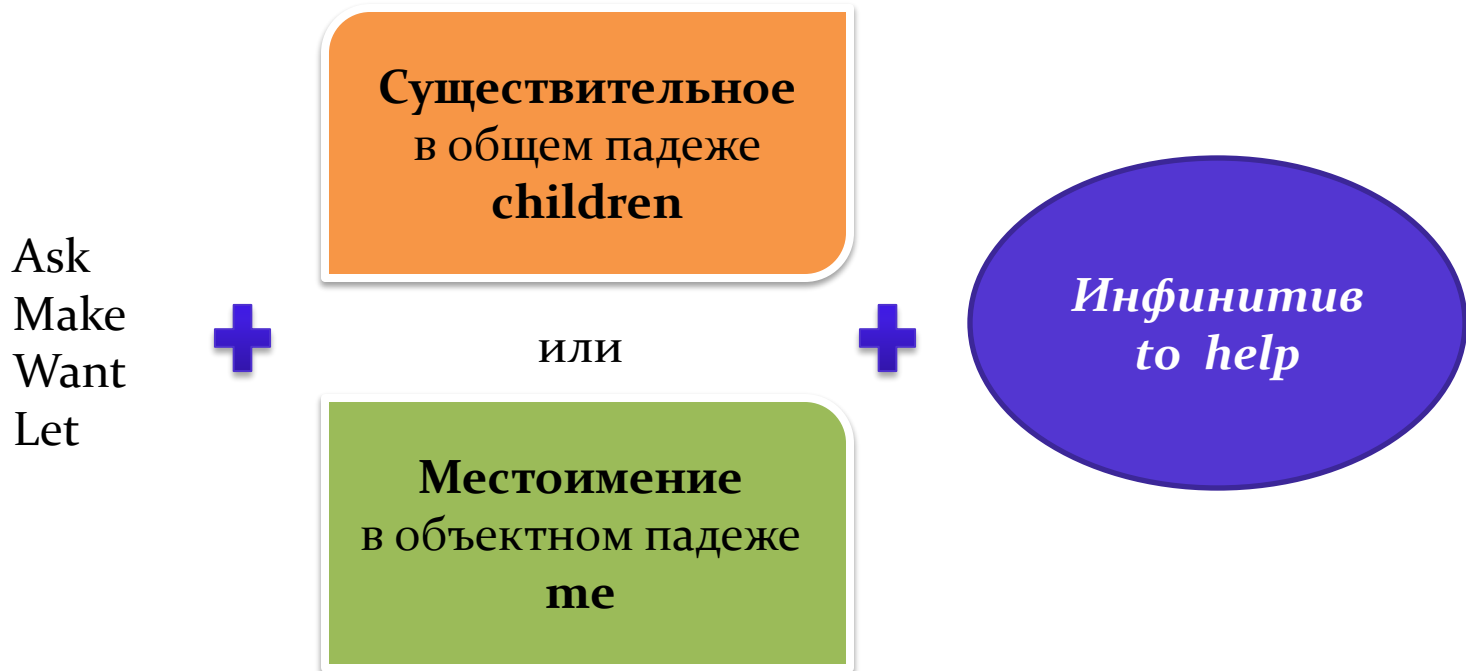 Ask
Make
Want
Let
Существительное
в общем падеже
children
или
Местоимение
в объектном падеже
me
Инфинитив
to help